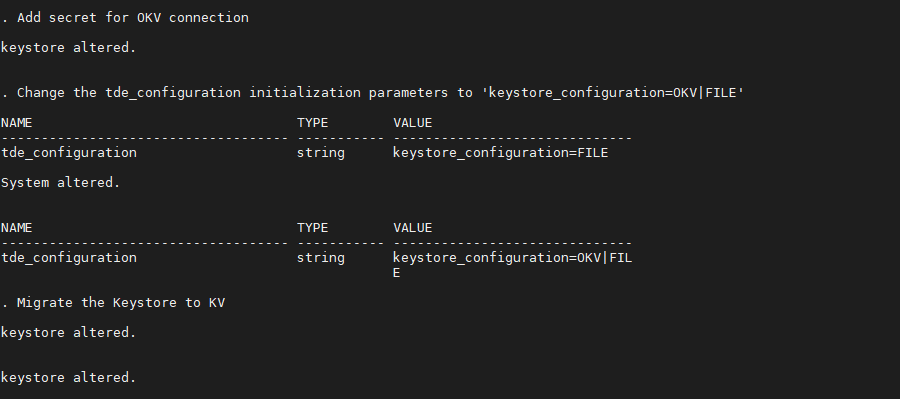 . Add secret for OKV connection
keystore altered.
. Change the tde_configuration initialization parameters to 'keystore_configuration=OKV|FILE'
NAME                                 TYPE        VALUE
------------------------------------ ----------- ------------------------------
tde_configuration                    string      keystore_configuration=FILE
System altered.
NAME                                 TYPE        VALUE
------------------------------------ ----------- ------------------------------
tde_configuration                    string      keystore_configuration=OKV|FIL
                                                 E
. Migrate the Keystore to KV
keystore altered.
keystore altered.